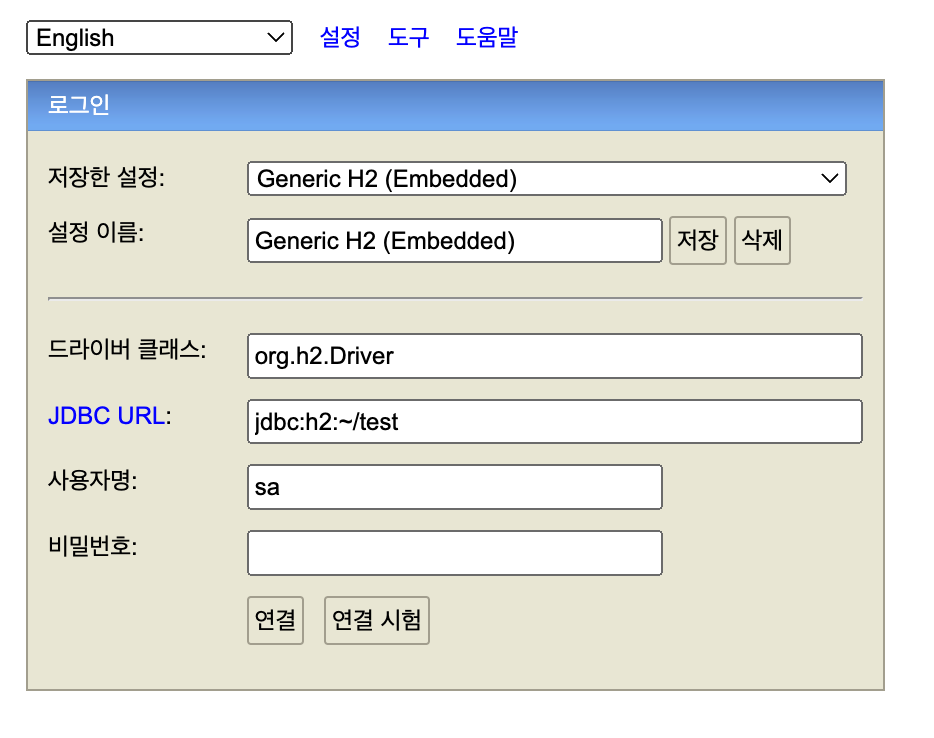 English 설정 도구 도움말
로그인
저장한 설정: Generic H2 (Embedded)
설정 이름: Generic H2 (Embedded) 저장 삭제
드라이버 클래스: org.h2.Driver
JDBC URL: jdbc:h2:~/test
사용자명: sa
비밀번호:
연결 연결 시험